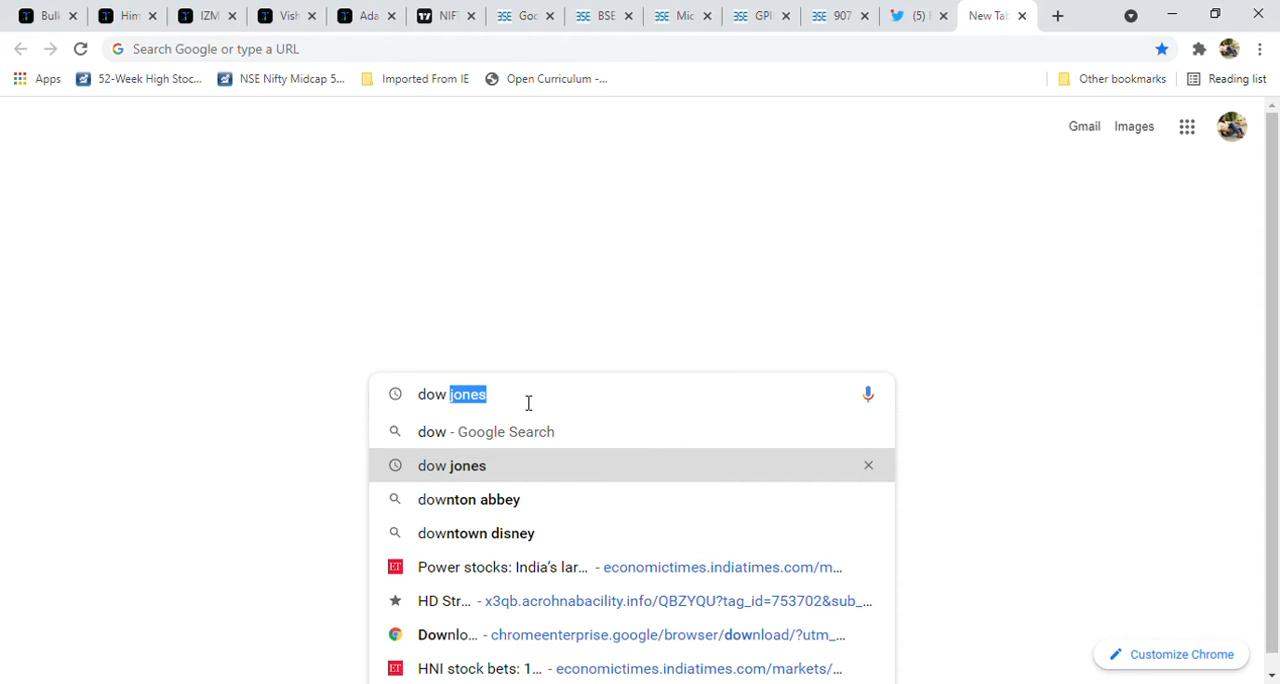 Bulk Him IZM Vish Ada NIFT Goo BSE Mic GPI 907 (5) New Tab
Search Google or type a URL
Apps 52-Week High Stoc... NSE Nifty Midcap 5... Imported From IE Open Curriculum -... Other bookmarks Reading list
Gmail Images
dow jones
dow - Google Search
dow jones
downton abbey
downtown disney
Power stocks: India's lar... - economictimes.indiatimes.com/m...
HD Str... - x3qb.acrohnabacility.info/QBZYQU?tag_id=753702&sub_...
Downlo... - chromeenterprise.google/browser/download/?utm_...
HNI stock bets: 1... - economictimes.indiatimes.com/markets/...
Customize Chrome